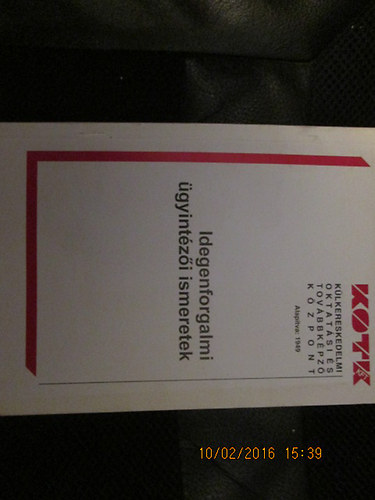 KOTK
KÜLKERESKEDELMI
OKTATÁSI ÉS
TOVÁBBKÉPZŐ
KÖZPONT
Alapítva: 1989
Idegenforgalmi
ügyintézői ismeretek
10/02/2016 15:39